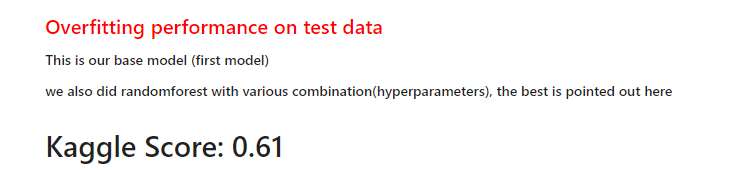 Overfitting performance on test data
This is our base model (first model)
we also did randomforest with various combination(hyperparameters), the best is pointed out here
Kaggle Score: 0.61